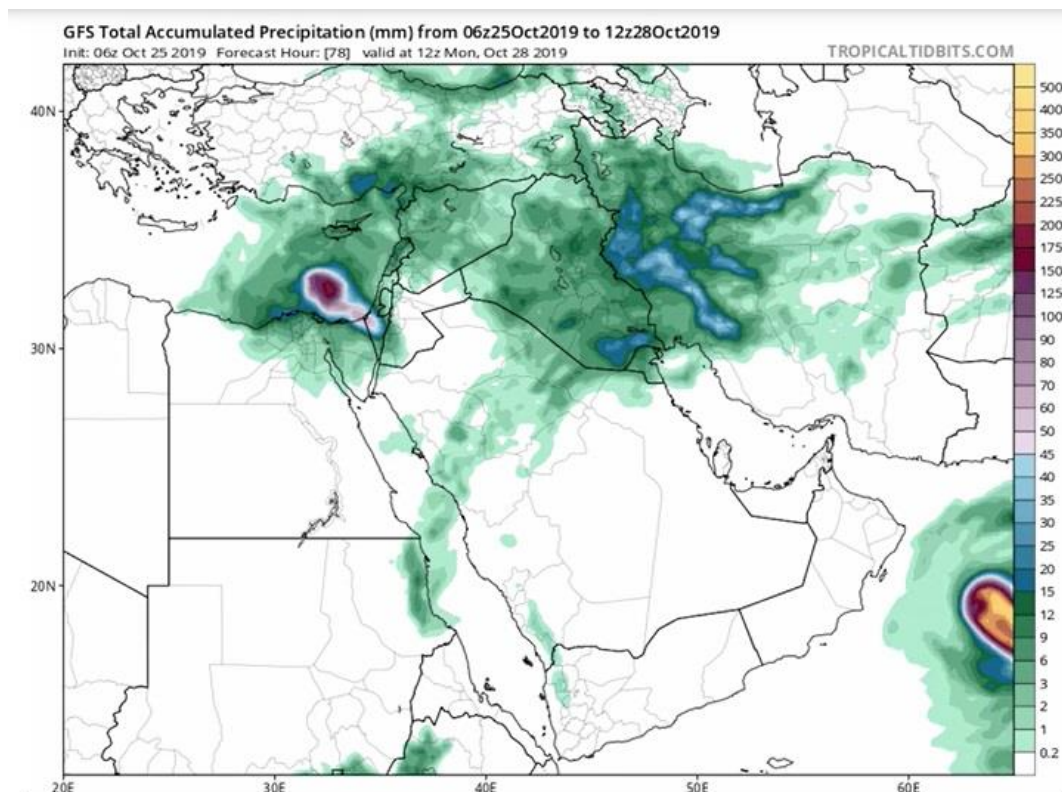 GFS Total Accumulated Precipitation (mm) from 06z25Oct2019 to 12z28Oct2019
Init: 06z Oct 25 2019 Forecast Hour: [78] valid at 12z Mon, Oct 28 2019
TROPICALTIDBITS.COM
40N
30N
20N
20E
30E
40E
50E
60E
500
400
350
300
250
225
200
175
150
125
100
90
80
70
60
50
45
40
35
30
25
20
15
12
9
6
3
2
1
0.2